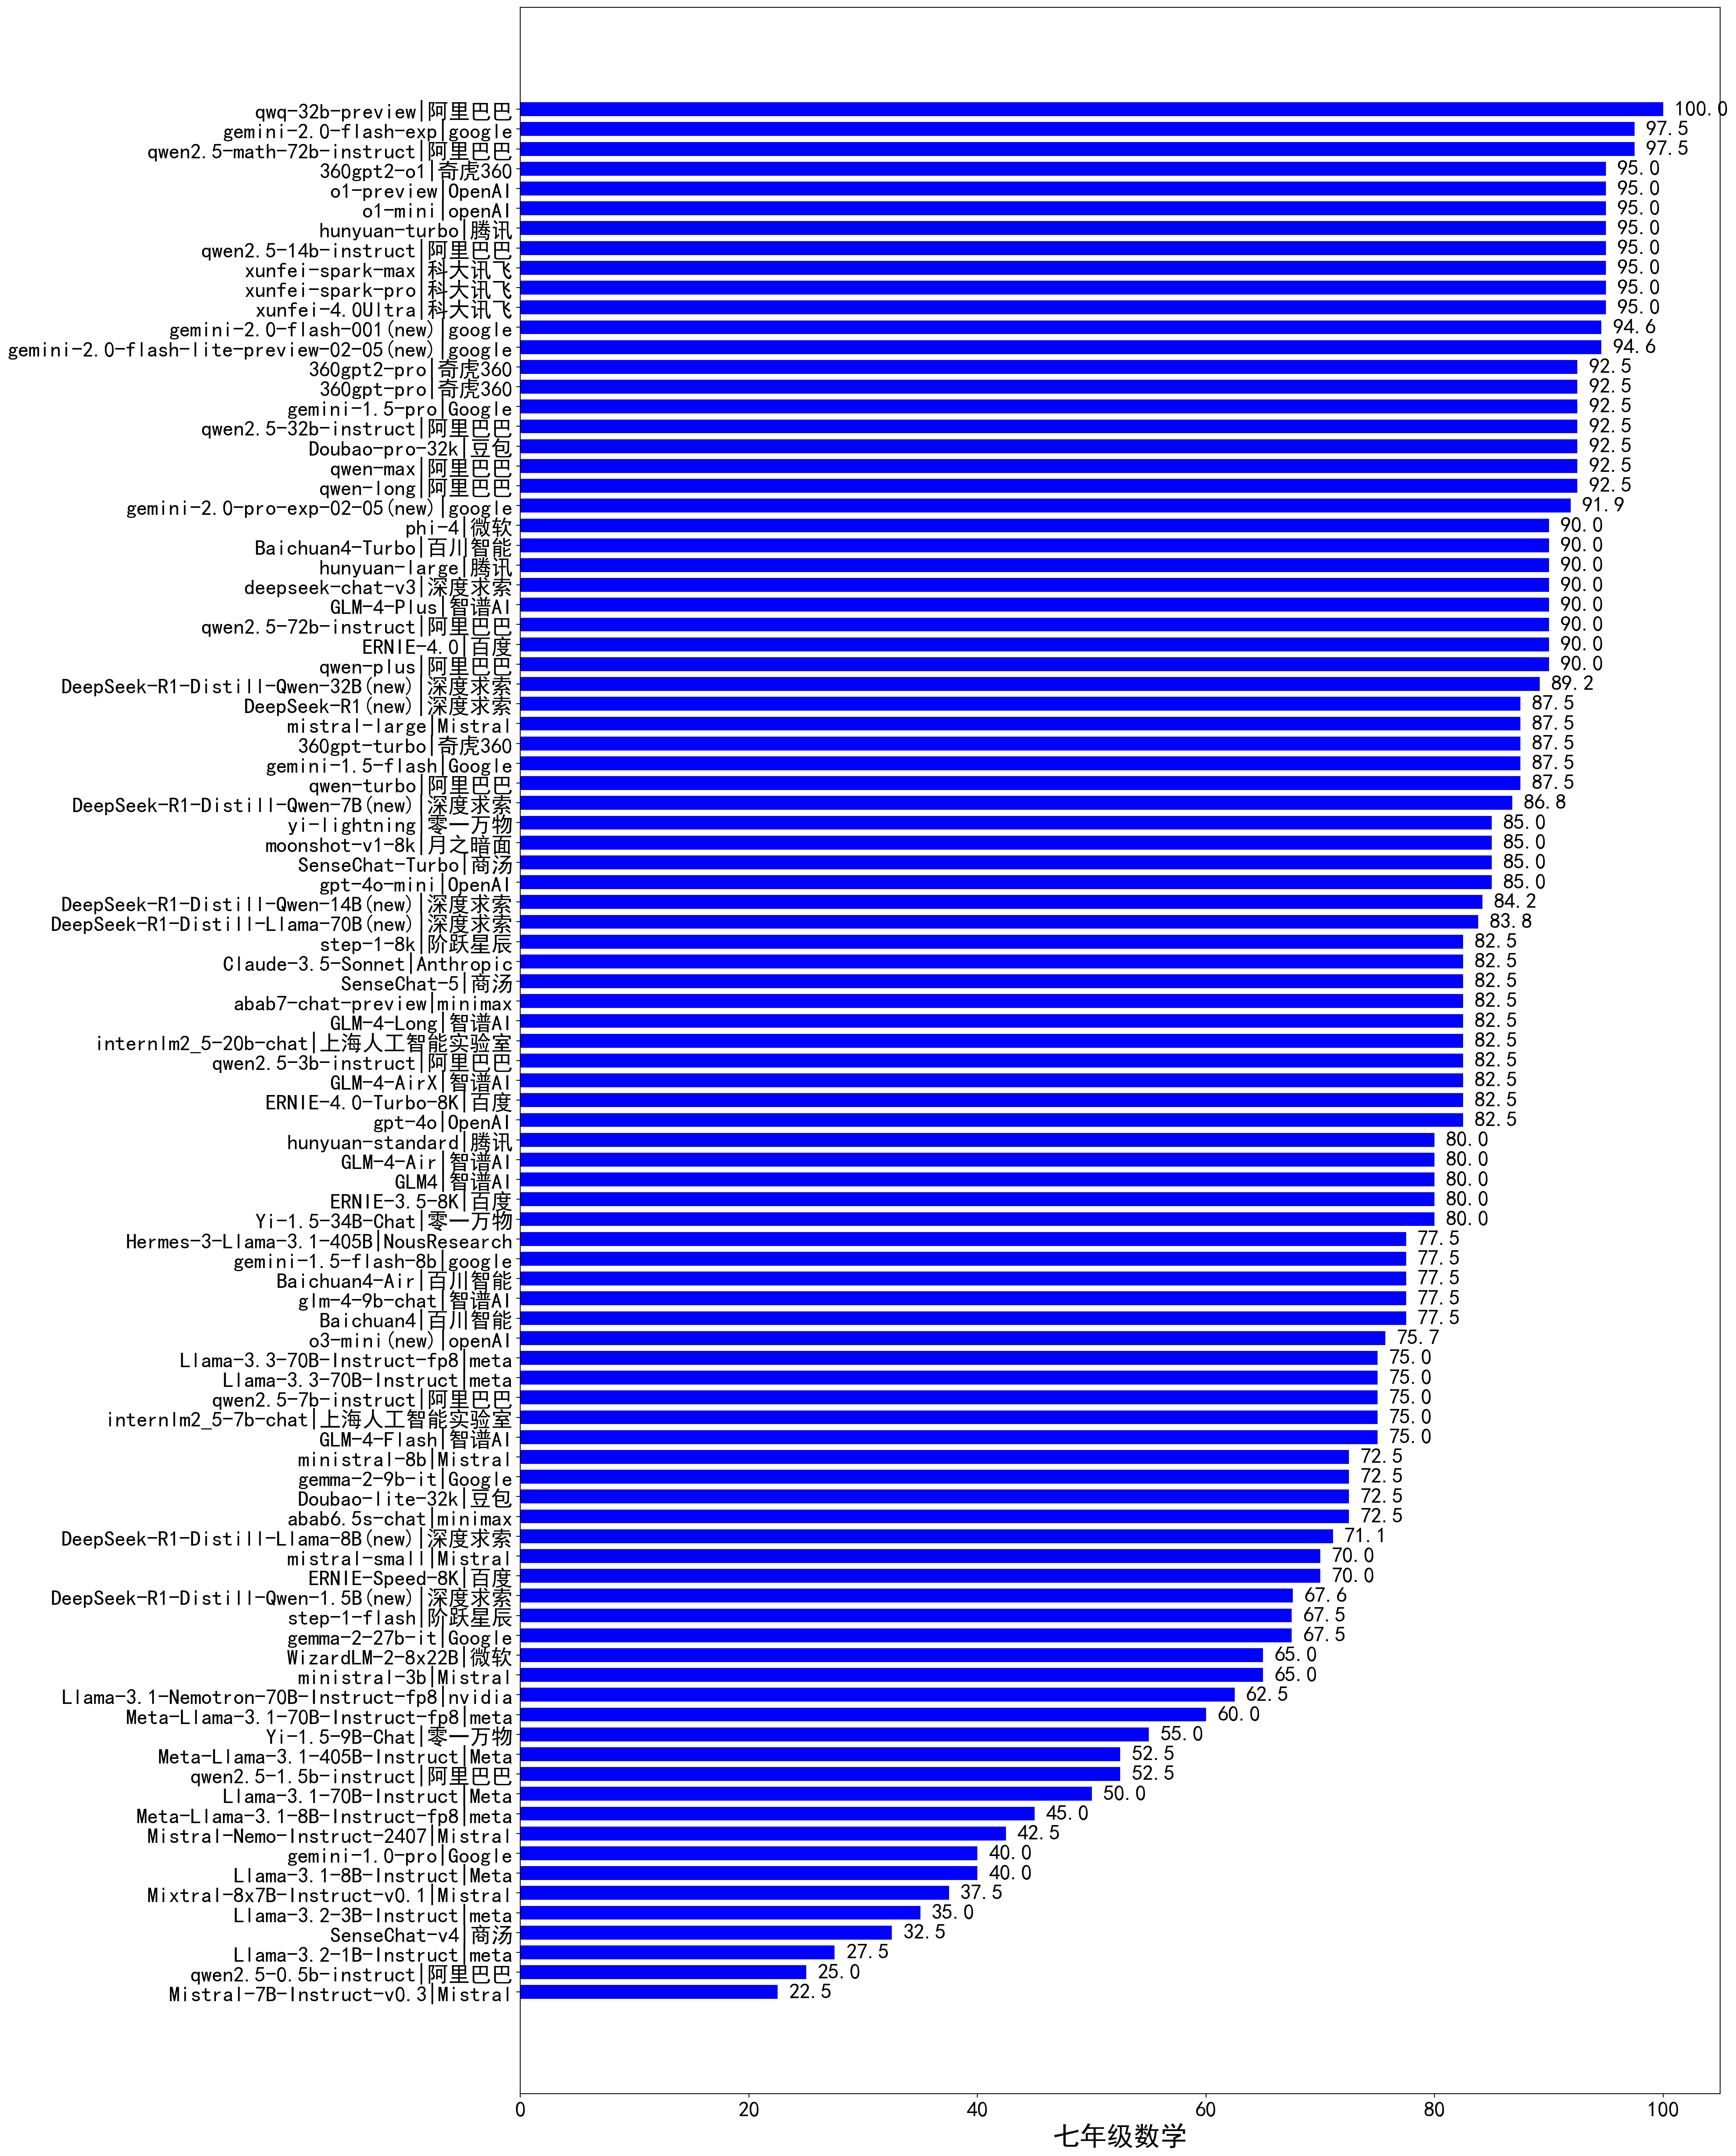 qwq-32b-preview|阿里巴巴 100.0
gemini-2.0-flash-exp|google 97.5
qwen2.5-math-72b-instruct|阿里巴巴 97.5
360gpt2-o1|奇虎360 95.0
o1-preview|OpenAI 95.0
o1-mini|openAI 95.0
hunyuan-turbo|腾讯 95.0
qwen2.5-14b-instruct|阿里巴巴 95.0
xunfei-spark-max|科大讯飞 95.0
xunfei-spark-pro|科大讯飞 95.0
xunfei-4.0Ultra|科大讯飞 95.0
gemini-2.0-flash-001(new)|google 94.6
gemini-2.0-flash-lite-preview-02-05(new)|google 94.6
360gpt2-pro|奇虎360 92.5
360gpt-pro|奇虎360 92.5
gemini-1.5-pro|Google 92.5
qwen2.5-32b-instruct|阿里巴巴 92.5
Doubao-pro-32k|豆包 92.5
qwen-max|阿里巴巴 92.5
qwen-long|阿里巴巴 92.5
gemini-2.0-pro-exp-02-05(new)|google 91.9
phi-4|微软 90.0
Baichuan4-Turbo|百川智能 90.0
hunyuan-large|腾讯 90.0
deepseek-chat-v3|深度求索 90.0
GLM-4-Plus|智谱AI 90.0
qwen2.5-72b-instruct|阿里巴巴 90.0
ERNIE-4.0|百度 90.0
qwen-plus|阿里巴巴 90.0
DeepSeek-R1-Distill-Qwen-32B(new)|深度求索 89.2
DeepSeek-R1(new)|深度求索 87.5
mistral-large|Mistral 87.5
360gpt-turbo|奇虎360 87.5
gemini-1.5-flash|Google 87.5
qwen-turbo|阿里巴巴 87.5
DeepSeek-R1-Distill-Qwen-7B(new)|深度求索 86.8
yi-lightning|零一万物 85.0
moonshot-v1-8k|月之暗面 85.0
SenseChat-Turbo|商汤 85.0
gpt-4o-mini|OpenAI 85.0
DeepSeek-R1-Distill-Qwen-14B(new)|深度求索 84.2
DeepSeek-R1-Distill-Llama-70B(new)|深度求索 83.8
step-1-8k|阶跃星辰 82.5
Claude-3.5-Sonnet|Anthropic 82.5
SenseChat-5|商汤 82.5
abab7-chat-preview|minimax 82.5
GLM-4-Long|智谱AI 82.5
internlm2_5-20b-chat|上海人工智能实验室 82.5
qwen2.5-3b-instruct|阿里巴巴 82.5
GLM-4-AirX|智谱AI 82.5
ERNIE-4.0-Turbo-8K|百度 82.5
gpt-4o|OpenAI 82.5
hunyuan-standard|腾讯 80.0
GLM-4-Air|智谱AI 80.0
GLM4|智谱AI 80.0
ERNIE-3.5-8K|百度 80.0
Yi-1.5-34B-Chat|零一万物 80.0
Hermes-3-Llama-3.1-405B|NousResearch 77.5
gemini-1.5-flash-8b|google 77.5
Baichuan4-Air|百川智能 77.5
glm-4-9b-chat|智谱AI 77.5
Baichuan4|百川智能 77.5
o3-mini(new)|openAI 75.7
Llama-3.3-70B-Instruct-fp8|meta 75.0
Llama-3.3-70B-Instruct|meta 75.0
qwen2.5-7b-instruct|阿里巴巴 75.0
internlm2_5-7b-chat|上海人工智能实验室 75.0
GLM-4-Flash|智谱AI 75.0
ministral-8b|Mistral 72.5
gemma-2-9b-it|Google 72.5
Doubao-lite-32k|豆包 72.5
abab6.5s-chat|minimax 72.5
DeepSeek-R1-Distill-Llama-8B(new)|深度求索 71.1
mistral-small|Mistral 70.0
ERNIE-Speed-8K|百度 70.0
DeepSeek-R1-Distill-Qwen-1.5B(new)|深度求索 67.6
step-1-flash|阶跃星辰 67.5
gemma-2-27b-it|Google 67.5
WizardLM-2-8x22B|微软 65.0
ministral-3b|Mistral 65.0
Llama-3.1-Nemotron-70B-Instruct-fp8|nvidia 62.5
Meta-Llama-3.1-70B-Instruct-fp8|meta 60.0
Yi-1.5-9B-Chat|零一万物 55.0
Meta-Llama-3.1-405B-Instruct|Meta 52.5
qwen2.5-1.5b-instruct|阿里巴巴 52.5
Llama-3.1-70B-Instruct|Meta 50.0
Meta-Llama-3.1-8B-Instruct-fp8|meta 45.0
Mistral-Nemo-Instruct-2407|Mistral 42.5
gemini-1.0-pro|Google 40.0
Llama-3.1-8B-Instruct|Meta 40.0
Mixtral-8x7B-Instruct-v0.1|Mistral 37.5
Llama-3.2-3B-Instruct|meta 35.0
SenseChat-v4|商汤 32.5
Llama-3.2-1B-Instruct|meta 27.5
qwen2.5-0.5b-instruct|阿里巴巴 25.0
Mistral-7B-Instruct-v0.3|Mistral 22.5
0 20 40 60 80 100
七年级数学